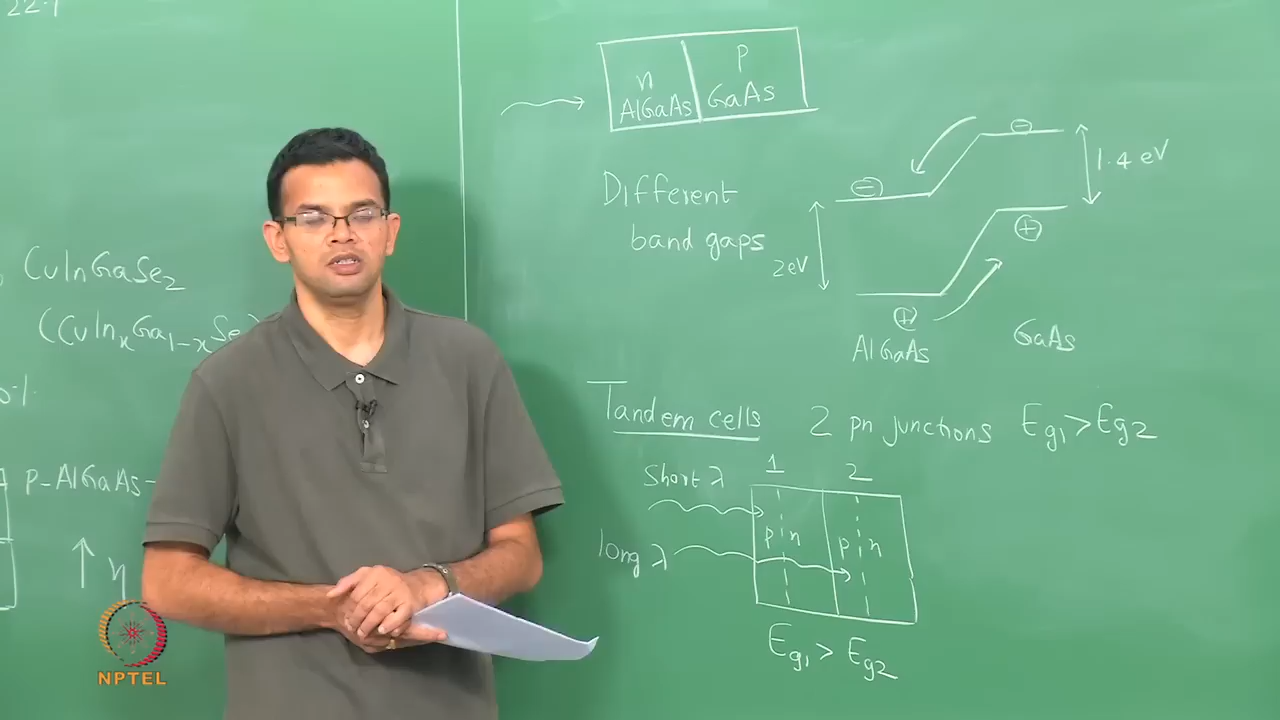 22.1
CuInGaSe2
(CuInxGa1-xSe
p-AlGaAs-
↑ η
n
AlGaAs
p
GaAs
Different
band gaps
⊖
⊖
1.4 eV
2eV
⊕
⊕
AlGaAs
GaAs
Tandem cells 2 pn junctions Eg1 > Eg2
Short λ
1
2
long λ
p n
p n
Eg1 > Eg2
NPTEL